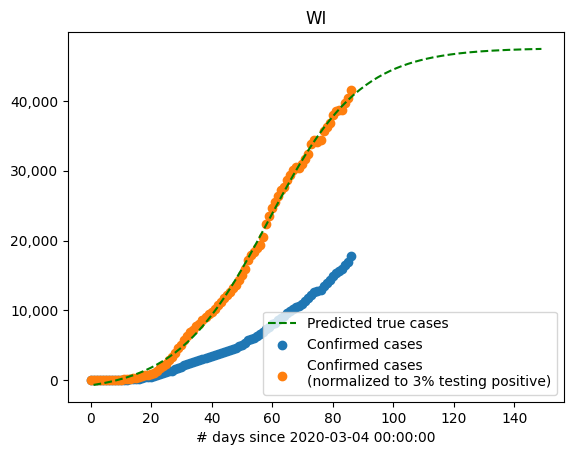 WI
40,000
30,000
20,000
10,000
0
Predicted true cases
Confirmed cases
Confirmed cases
(normalized to 3% testing positive)
0 20 40 60 80 100 120 140
# days since 2020-03-04 00:00:00